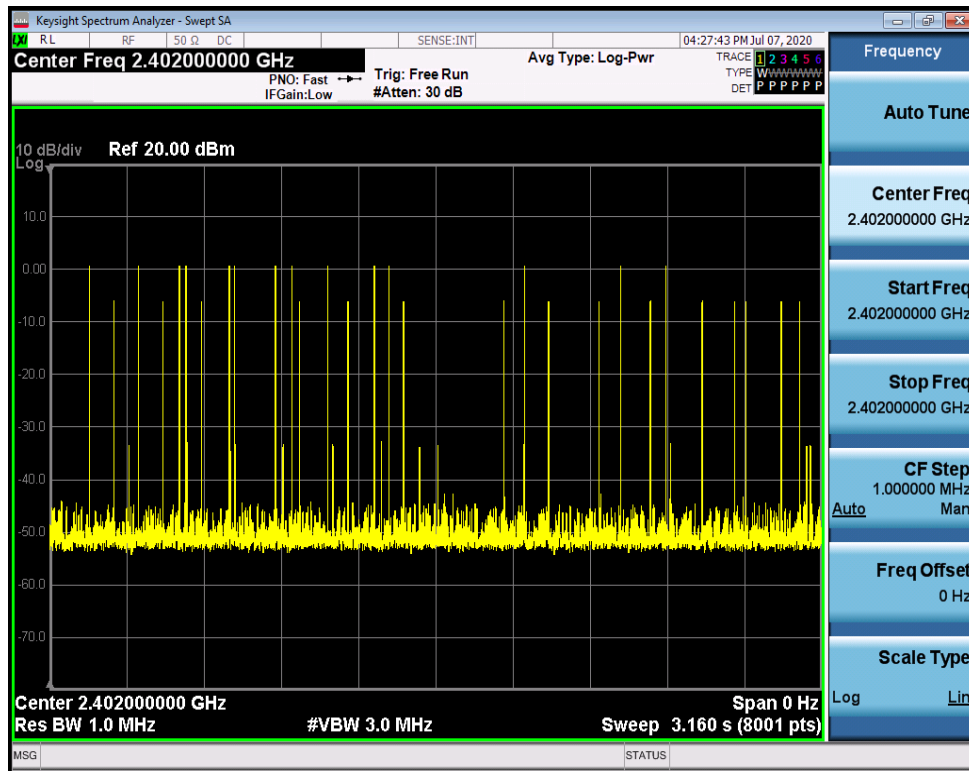 Keysight Spectrum Analyzer - Swept SA
LXI RL RF 50 Ω DC SENSE:INT 04:27:43 PM Jul 07, 2020
Center Freq 2.402000000 GHz
PNO: Fast
IFGain:Low
Trig: Free Run
#Atten: 30 dB
Avg Type: Log-Pwr
TRACE 1 2 3 4 5 6
TYPE WWWWWW
DET P P P P P P
10 dB/div Ref 20.00 dBm
Log
10.0
0.00
-10.0
-20.0
-30.0
-40.0
-50.0
-60.0
-70.0
Center 2.402000000 GHz Span 0 Hz
Res BW 1.0 MHz #VBW 3.0 MHz Sweep 3.160 s (8001 pts)
MSG STATUS
Frequency
Auto Tune
Center Freq
2.402000000 GHz
Start Freq
2.402000000 GHz
Stop Freq
2.402000000 GHz
CF Step
1.000000 MHz
Auto Man
Freq Offset
0 Hz
Scale Type
Log Lin